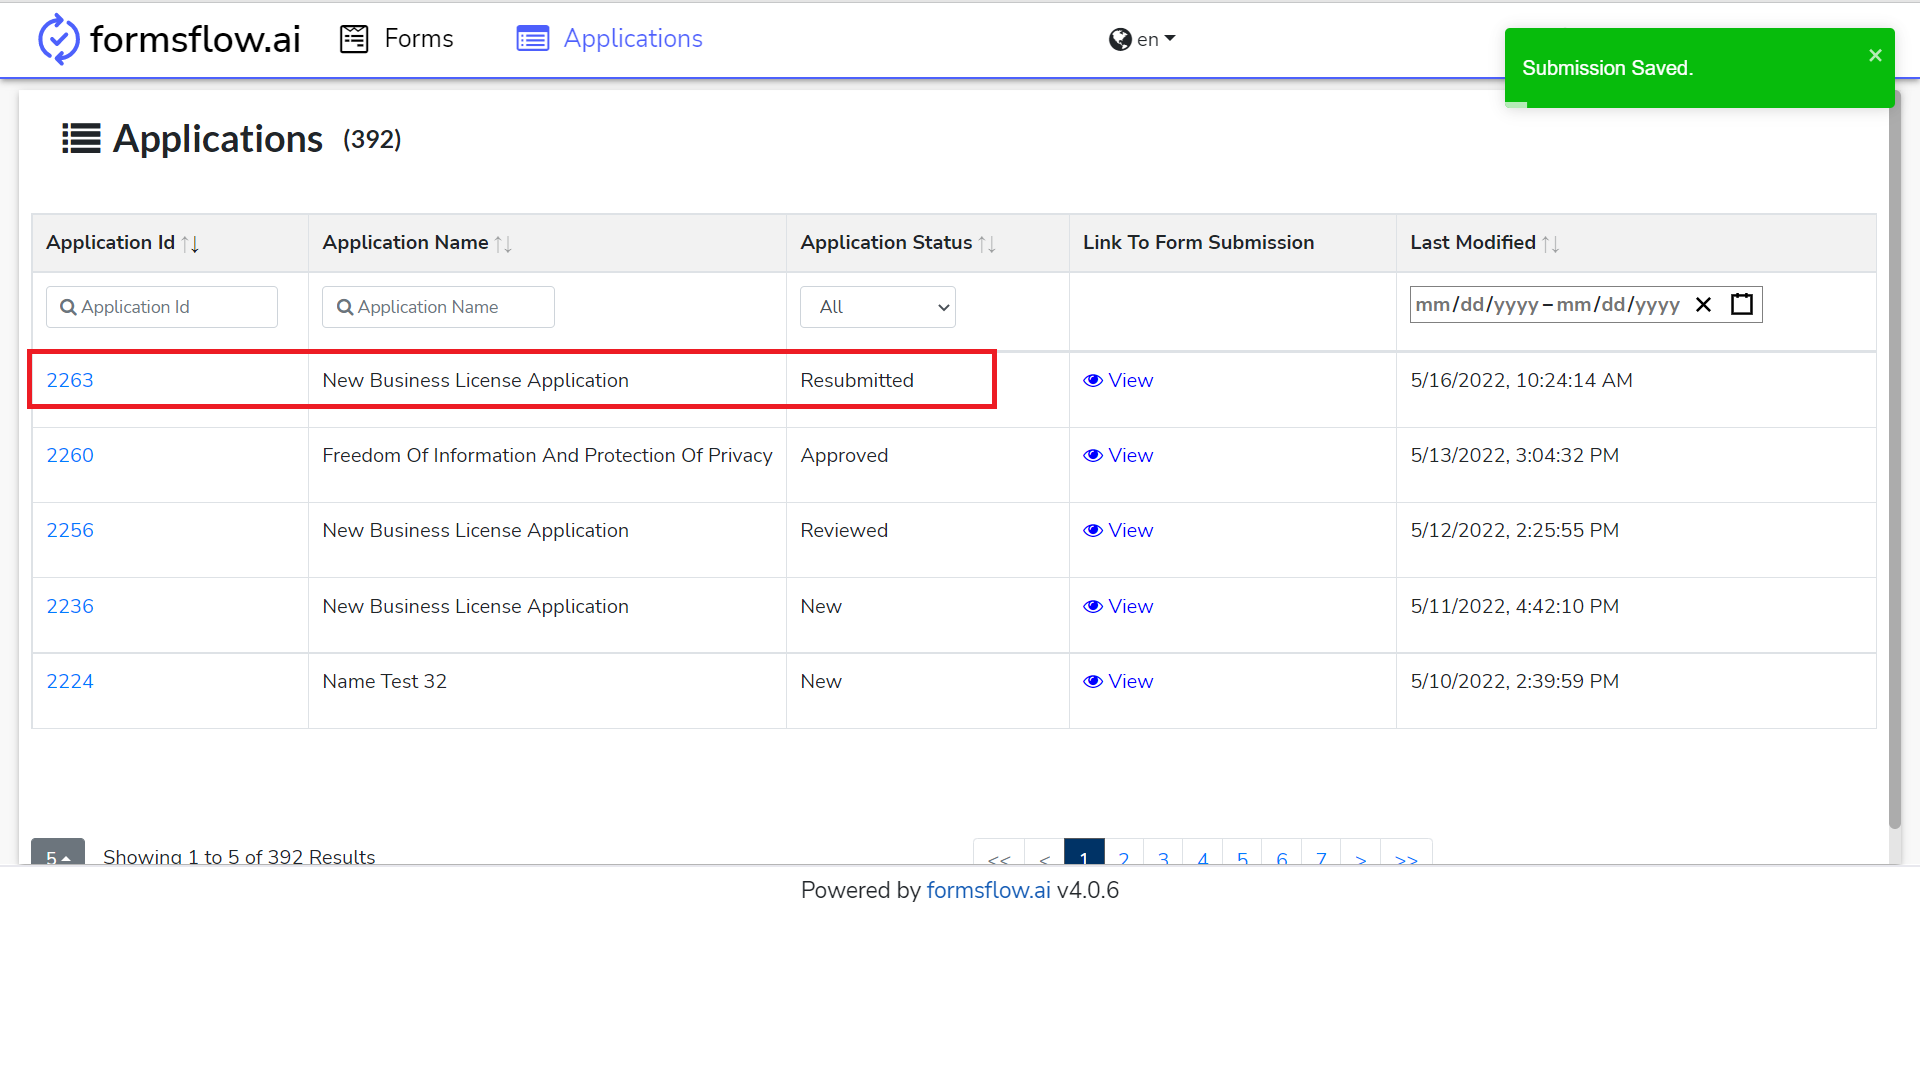 formsflow.ai Forms Applications en
Submission Saved. ×
Applications (392)
Application Id ↑↓ Application Name ↑↓ Application Status ↑↓ Link To Form Submission Last Modified ↑↓
Application Id Application Name All mm/dd/yyyy – mm/dd/yyyy
2263 New Business License Application Resubmitted View 5/16/2022, 10:24:14 AM
2260 Freedom Of Information And Protection Of Privacy Approved View 5/13/2022, 3:04:32 PM
2256 New Business License Application Reviewed View 5/12/2022, 2:25:55 PM
2236 New Business License Application New View 5/11/2022, 4:42:10 PM
2224 Name Test 32 New View 5/10/2022, 2:39:59 PM
5 Showing 1 to 5 of 392 Results << < 1 2 3 4 5 6 7 > >>
Powered by formsflow.ai v4.0.6